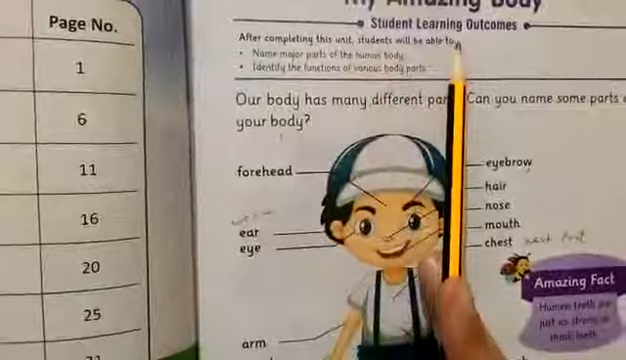 Page No.
1
6
11
16
20
25
My Amazing Body
Student Learning Outcomes
After completing this unit, students will be able to
• Name major parts of the human body
• Identify the functions of various body parts
Our body has many different Can you name some parts
your body?
forehead
ear
eye
arm
eyebrow
hair
nose
mouth
chest
Amazing Fact
Human teeth are
just as strong as
shark teeth